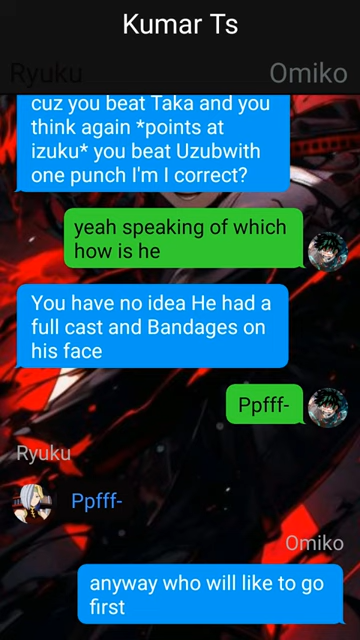 Kumar Ts
Ryuku Omiko
cuz you beat Taka and you
think again *points at
izuku* you beat Uzubwith
one punch I'm I correct?
yeah speaking of which
how is he
You have no idea He had a
full cast and Bandages on
his face
Ppfff-
Ryuku
Ppfff-
Omiko
anyway who will like to go
first